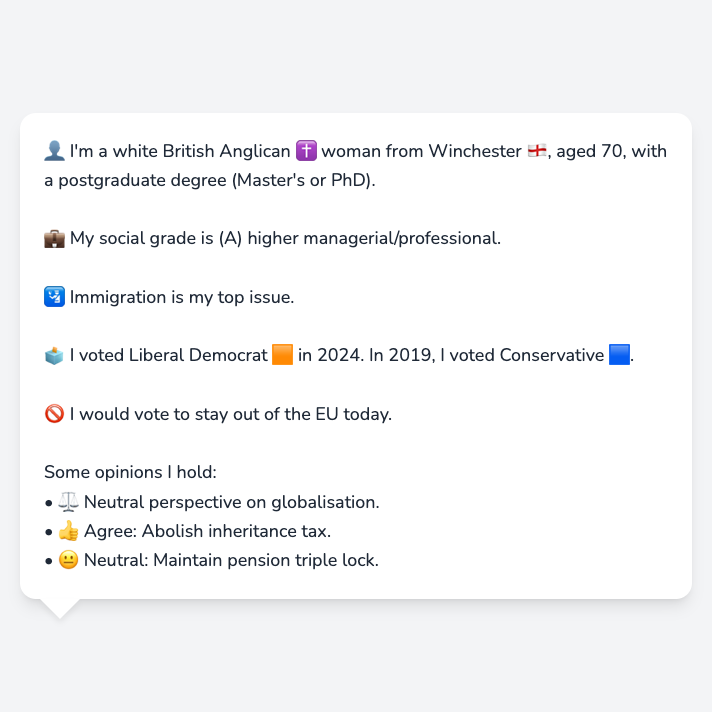 👤 I'm a white British Anglican ✝️ woman from Winchester 🏴󠁧󠁢󠁥󠁮󠁧󠁿, aged 70, with
a postgraduate degree (Master's or PhD).
💼 My social grade is (A) higher managerial/professional.
🛂 Immigration is my top issue.
🗳️ I voted Liberal Democrat 🟧 in 2024. In 2019, I voted Conservative 🟦.
🚫 I would vote to stay out of the EU today.
Some opinions I hold:
• ⚖️ Neutral perspective on globalisation.
• 👍 Agree: Abolish inheritance tax.
• 😐 Neutral: Maintain pension triple lock.